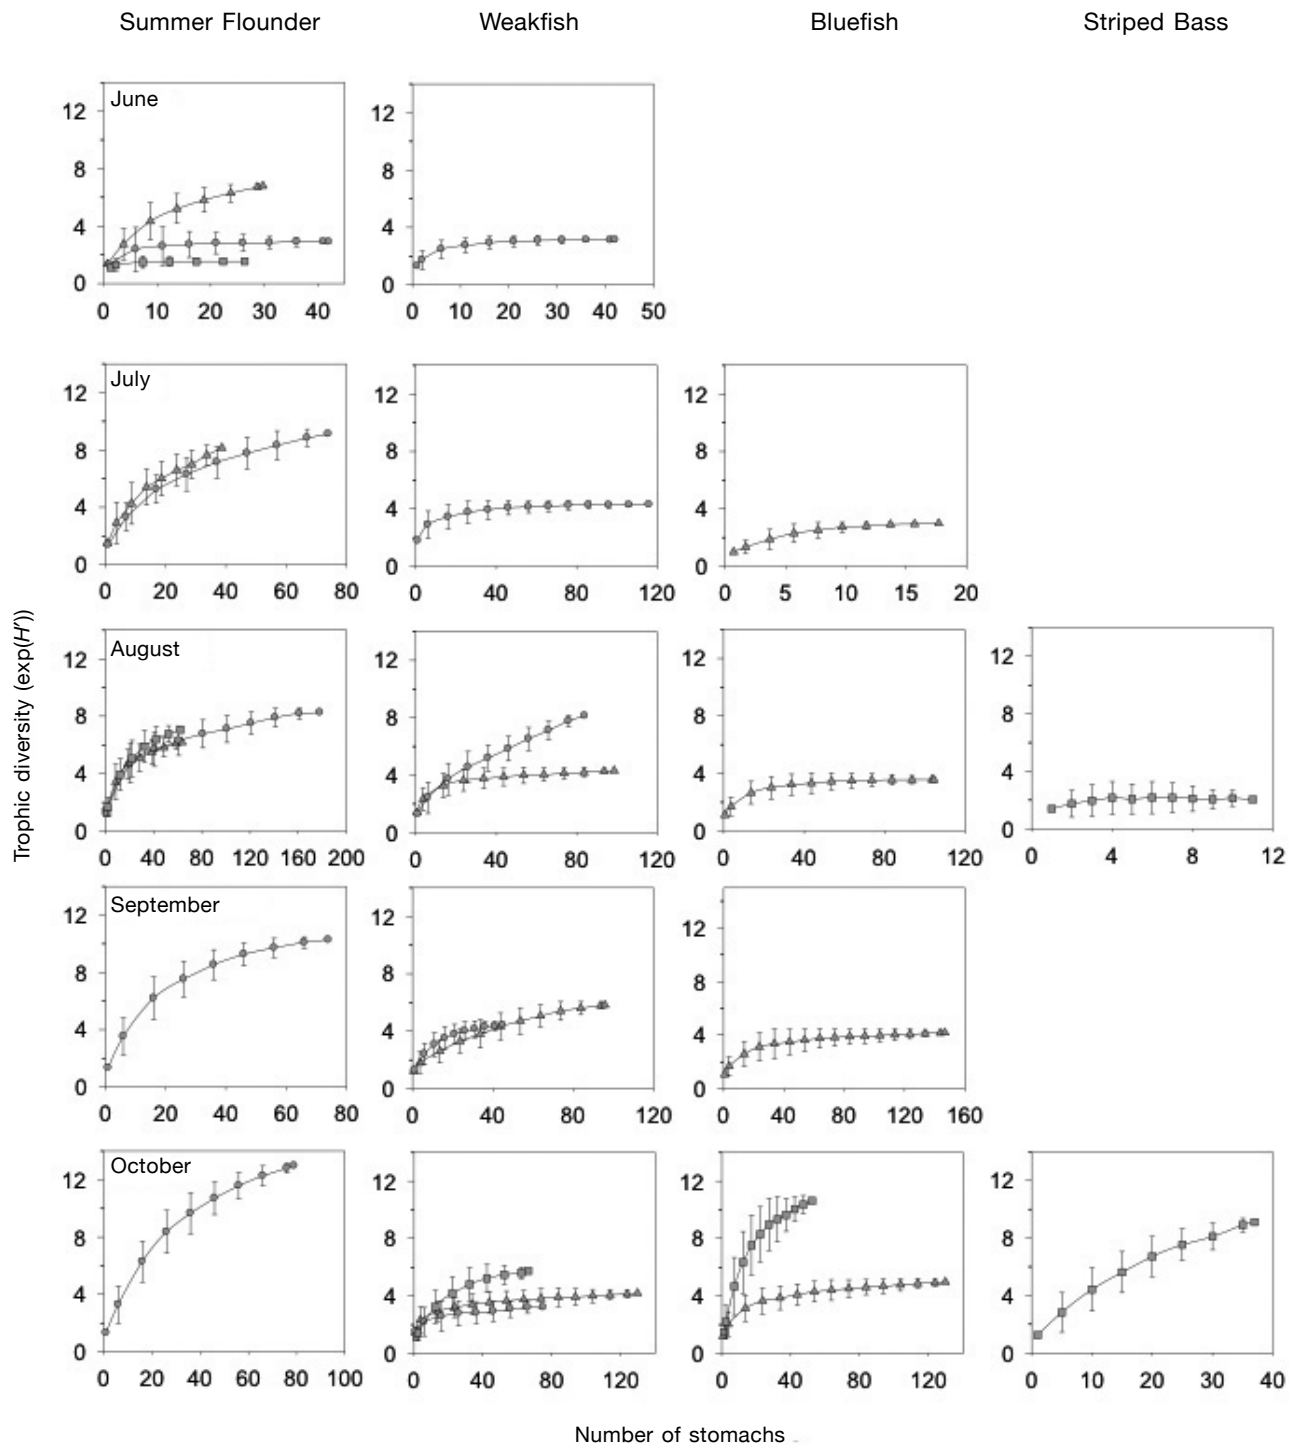 Summer Flounder Weakfish Bluefish Striped Bass
June
12
8
4
0
0 10 20 30 40
12
8
4
0
0 10 20 30 40 50
July
12
8
4
0
0 20 40 60 80
12
8
4
0
0 40 80 120
12
8
4
0
0 5 10 15 20
August
12
8
4
0
0 40 80 120 160 200
12
8
4
0
0 40 80 120
12
8
4
0
0 40 80 120
12
8
4
0
0 4 8 12
September
12
8
4
0
0 20 40 60 80
12
8
4
0
0 40 80 120
12
8
4
0
0 40 80 120 160
October
12
8
4
0
0 20 40 60 80 100
12
8
4
0
0 40 80 120
12
8
4
0
0 40 80 120
12
8
4
0
0 10 20 30 40
Trophic diversity (exp(H'))
Number of stomachs